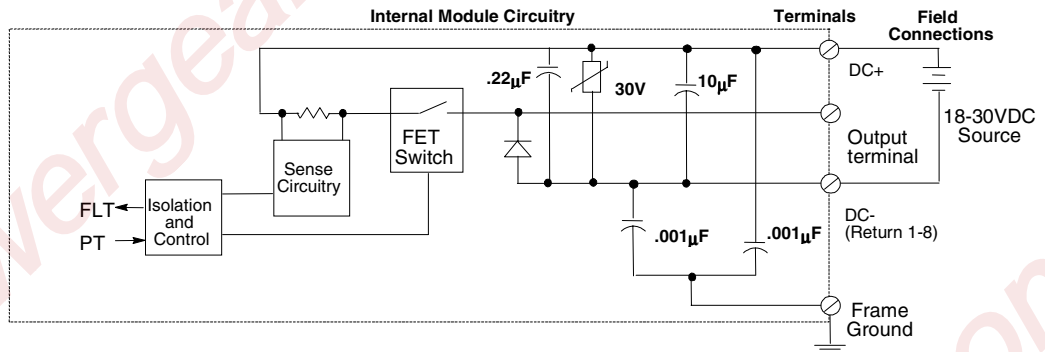 Internal Module Circuitry
Terminals
Field
Connections
.22µF
30V
10µF
DC+
18-30VDC
Source
FET
Switch
Output
terminal
Sense
Circuitry
FLT
PT
Isolation
and
Control
.001µF
.001µF
DC-
(Return 1-8)
Frame
Ground